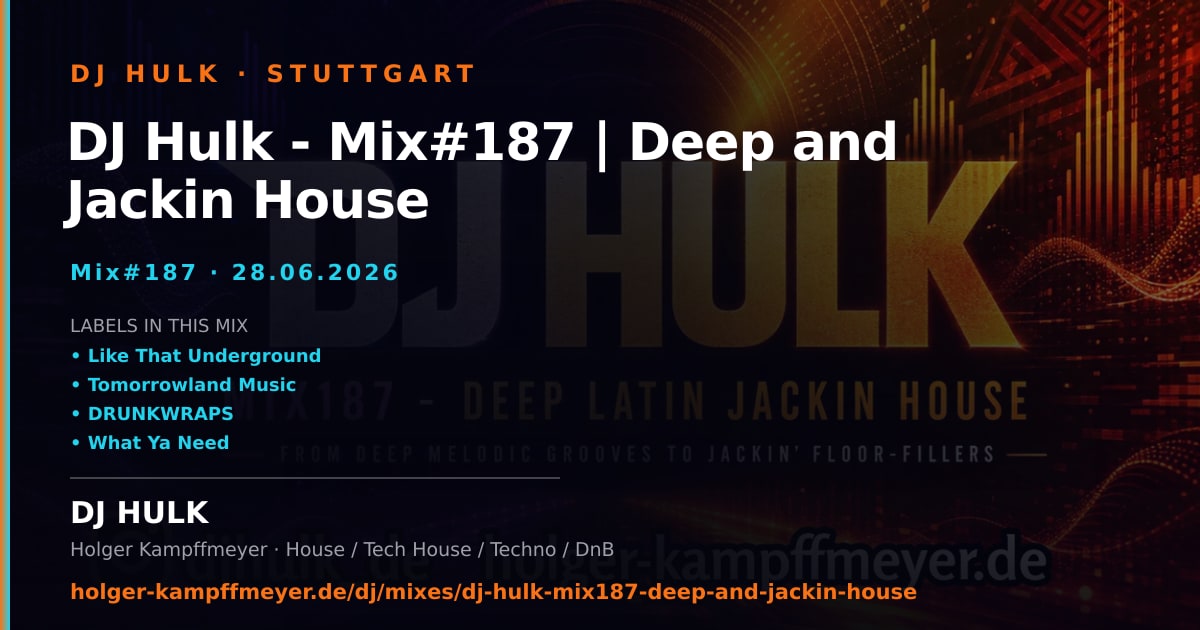 DJ HULK · STUTTGART
DJ Hulk - Mix#187 | Deep and
Jackin House
DJ HULK
Mix#187 · 28.06.2026
LABELS IN THIS MIX
• Like That Underground
• Tomorrowland Music
• DRUNKWRAPS
• What Ya Need
MIX187 - DEEP LATIN JACKIN HOUSE
FROM DEEP MELODIC GROOVES TO JACKIN' FLOOR-FILLERS
DJ HULK
Holger Kampffmeyer · House / Tech House / Techno / DnB
holger-kampffmeyer.de
holger-kampffmeyer.de/dj/mixes/dj-hulk-mix187-deep-and-jackin-house